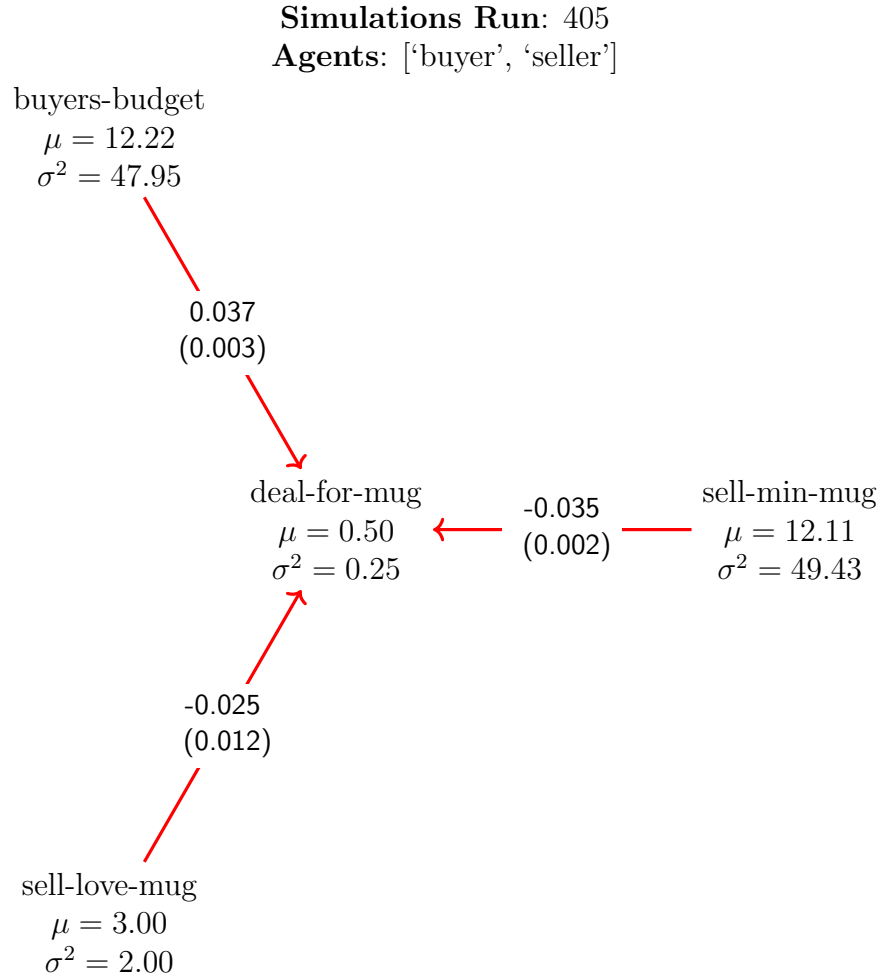 Simulations Run: 405
Agents: [‘buyer’, ‘seller’]
buyers-budget
μ = 12.22
σ² = 47.95
0.037
(0.003)
deal-for-mug
μ = 0.50
σ² = 0.25
-0.035
(0.002)
sell-min-mug
μ = 12.11
σ² = 49.43
-0.025
(0.012)
sell-love-mug
μ = 3.00
σ² = 2.00